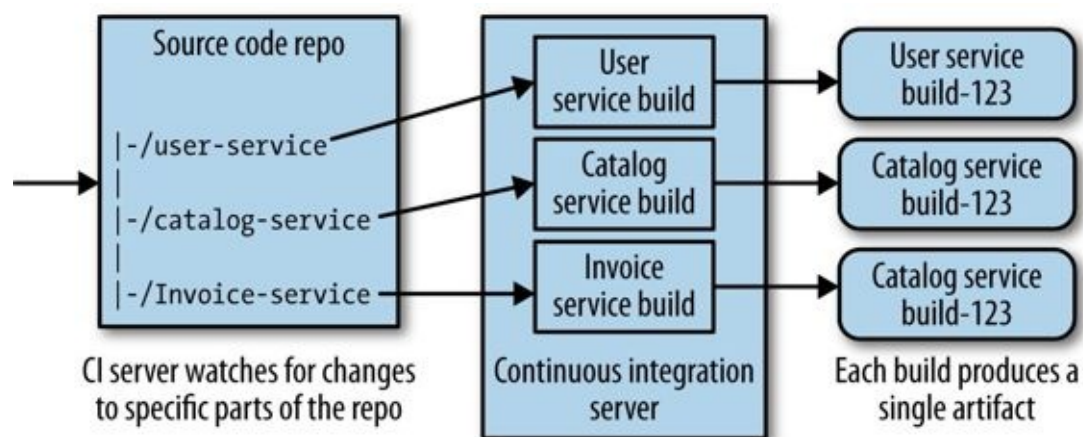 Source code repo
|-/user-service
|
|-/catalog-service
|
|-/Invoice-service
CI server watches for changes
to specific parts of the repo
User
service build
Catalog
service build
Invoice
service build
Continuous integration
server
User service
build-123
Catalog service
build-123
Catalog service
build-123
Each build produces a
single artifact